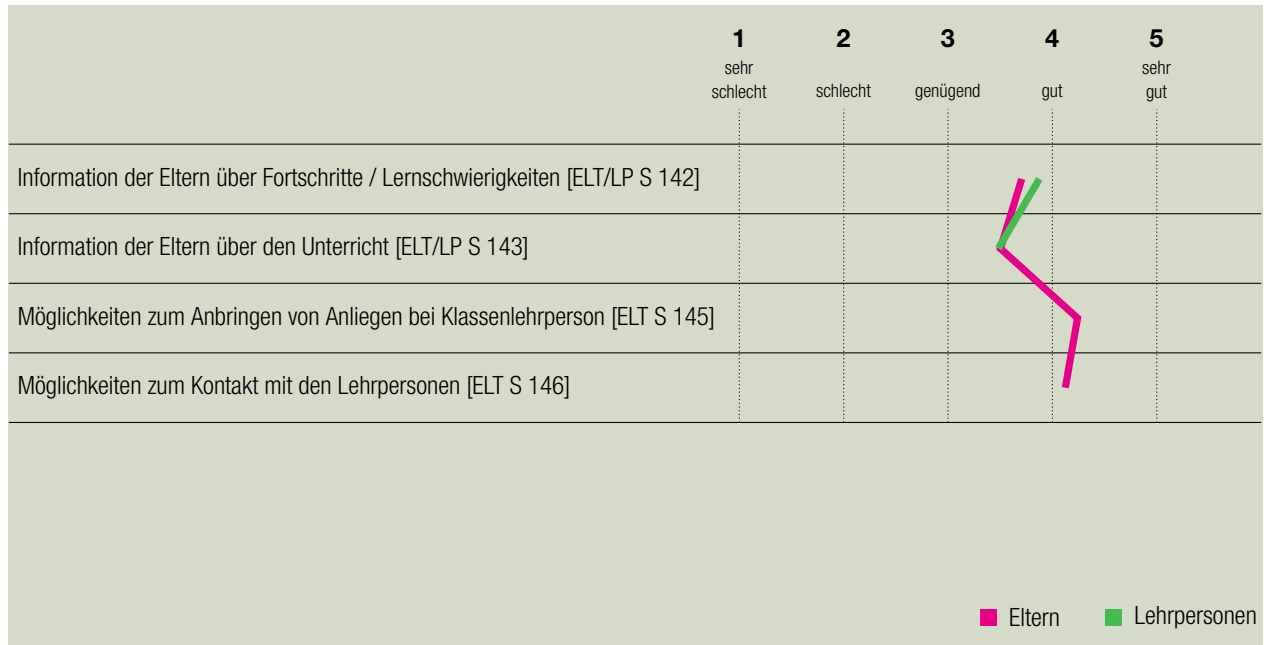 1 2 3 4 5
sehr schlecht schlecht genügend gut sehr gut
Information der Eltern über Fortschritte / Lernschwierigkeiten [ELT/LP S 142]
Information der Eltern über den Unterricht [ELT/LP S 143]
Möglichkeiten zum Anbringen von Anliegen bei Klassenlehrperson [ELT S 145]
Möglichkeiten zum Kontakt mit den Lehrpersonen [ELT S 146]
Eltern Lehrpersonen